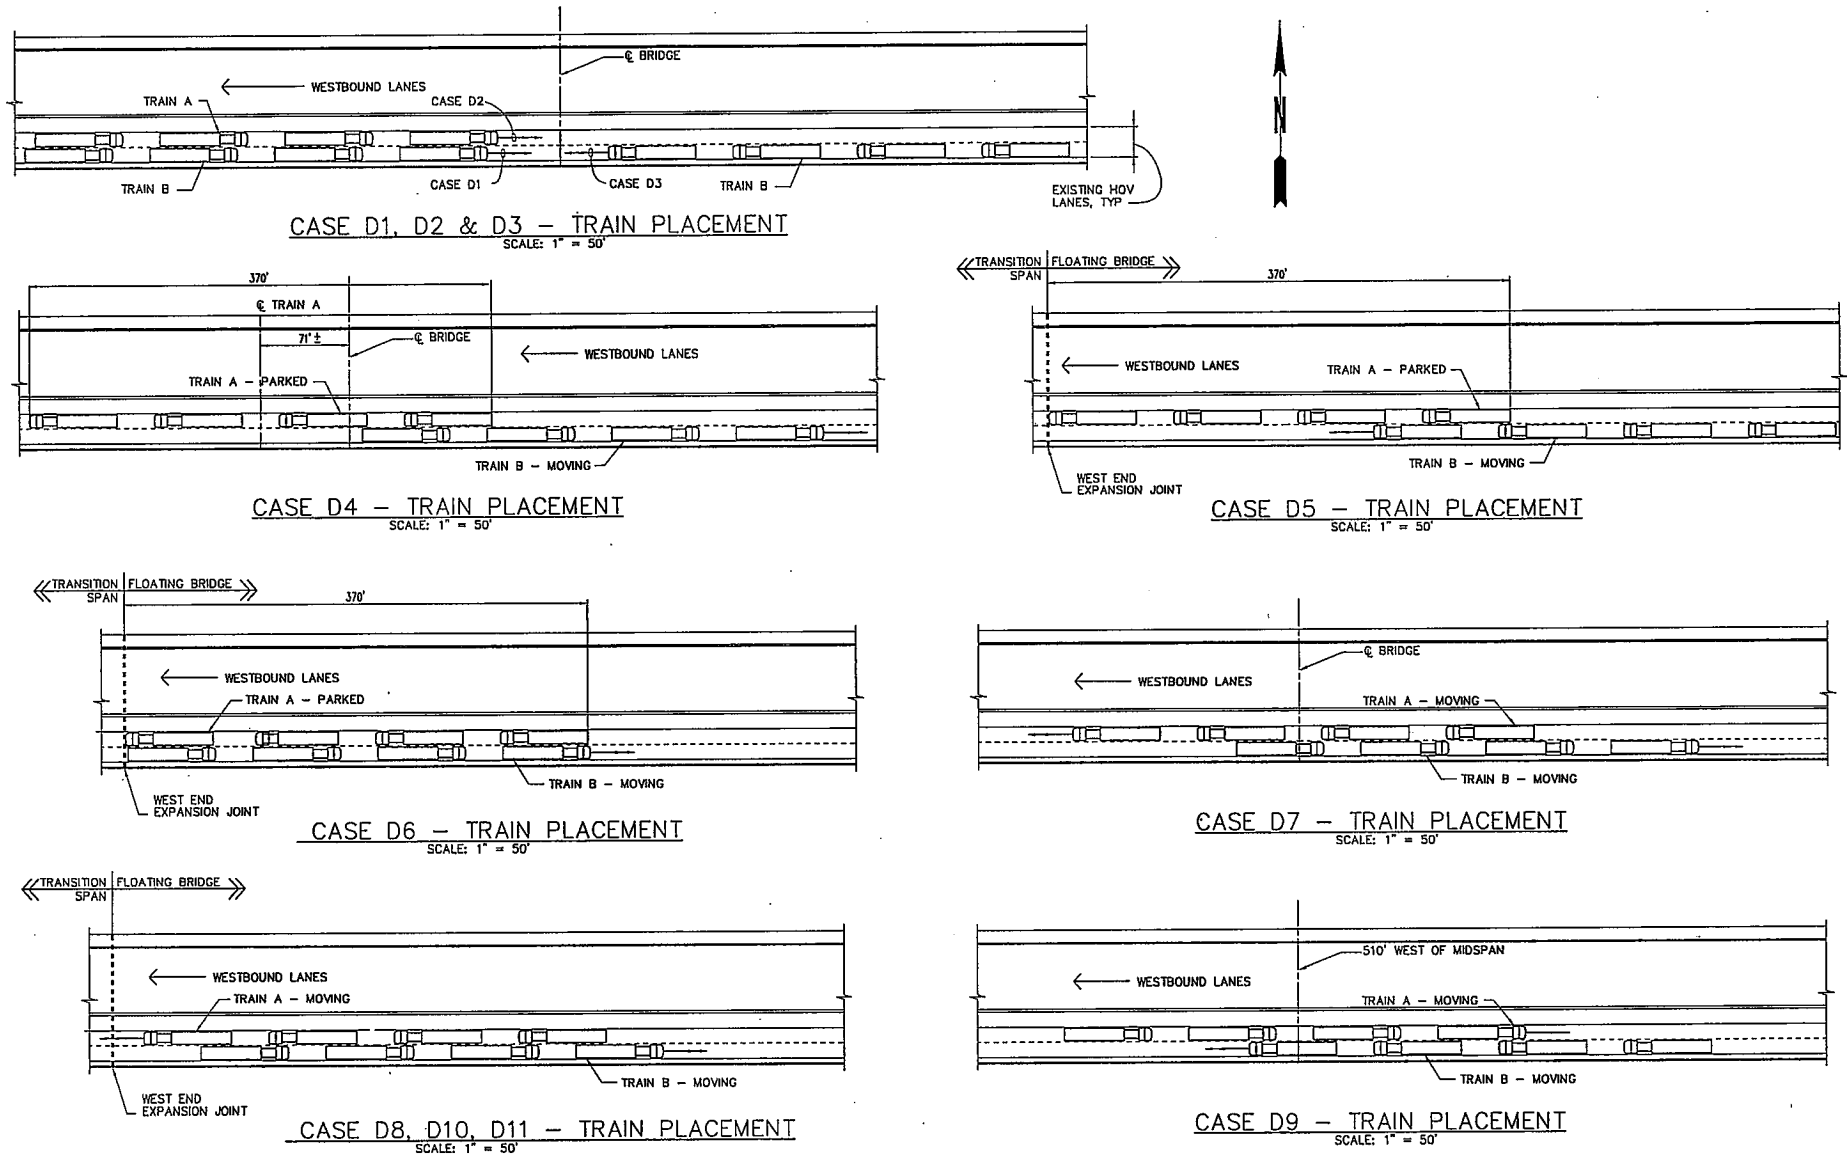 ℄ BRIDGE
WESTBOUND LANES
TRAIN A
CASE D2
N
TRAIN B
CASE D1
CASE D3
TRAIN B
EXISTING HOV
LANES, TYP
CASE D1, D2 & D3 – TRAIN PLACEMENT
SCALE: 1" = 50'
370'
℄ TRAIN A
71' ±
℄ BRIDGE
WESTBOUND LANES
TRAIN A – PARKED
TRAIN B – MOVING
CASE D4 – TRAIN PLACEMENT
SCALE: 1" = 50'
TRANSITION
SPAN
FLOATING BRIDGE
370'
WESTBOUND LANES
TRAIN A – PARKED
TRAIN B – MOVING
WEST END
EXPANSION JOINT
CASE D5 – TRAIN PLACEMENT
SCALE: 1" = 50'
TRANSITION
SPAN
FLOATING BRIDGE
370'
WESTBOUND LANES
TRAIN A – PARKED
TRAIN B – MOVING
WEST END
EXPANSION JOINT
CASE D6 – TRAIN PLACEMENT
SCALE: 1" = 50'
℄ BRIDGE
WESTBOUND LANES
TRAIN A – MOVING
TRAIN B – MOVING
CASE D7 – TRAIN PLACEMENT
SCALE: 1" = 50'
TRANSITION
SPAN
FLOATING BRIDGE
WESTBOUND LANES
TRAIN A – MOVING
TRAIN B – MOVING
WEST END
EXPANSION JOINT
CASE D8, D10, D11 – TRAIN PLACEMENT
SCALE: 1" = 50'
510' WEST OF MIDSPAN
WESTBOUND LANES
TRAIN A – MOVING
TRAIN B – MOVING
CASE D9 – TRAIN PLACEMENT
SCALE: 1" = 50'